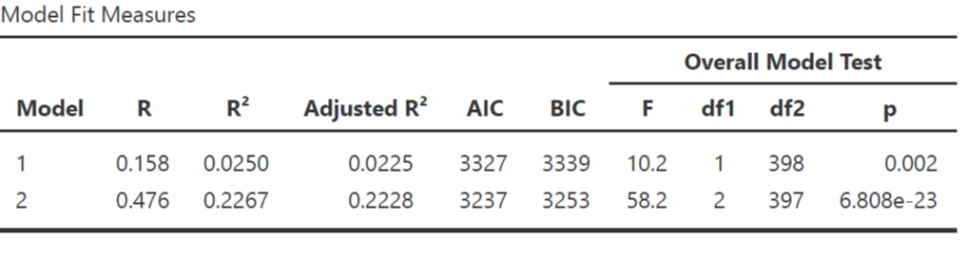 Model Fit Measures
Overall Model Test
Model R R² Adjusted R² AIC BIC F df1 df2 p
1 0.158 0.0250 0.0225 3327 3339 10.2 1 398 0.002
2 0.476 0.2267 0.2228 3237 3253 58.2 2 397 6.808e-23